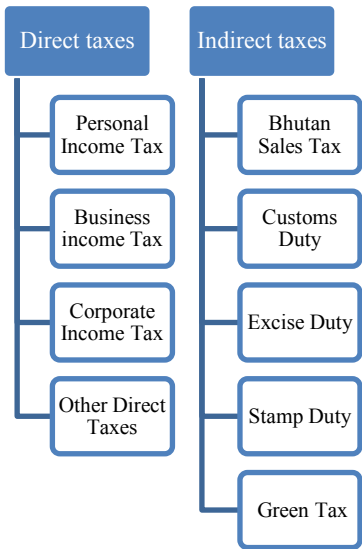 Direct taxes
Personal
Income Tax
Business
income Tax
Corporate
Income Tax
Other Direct
Taxes
Indirect taxes
Bhutan
Sales Tax
Customs
Duty
Excise Duty
Stamp Duty
Green Tax